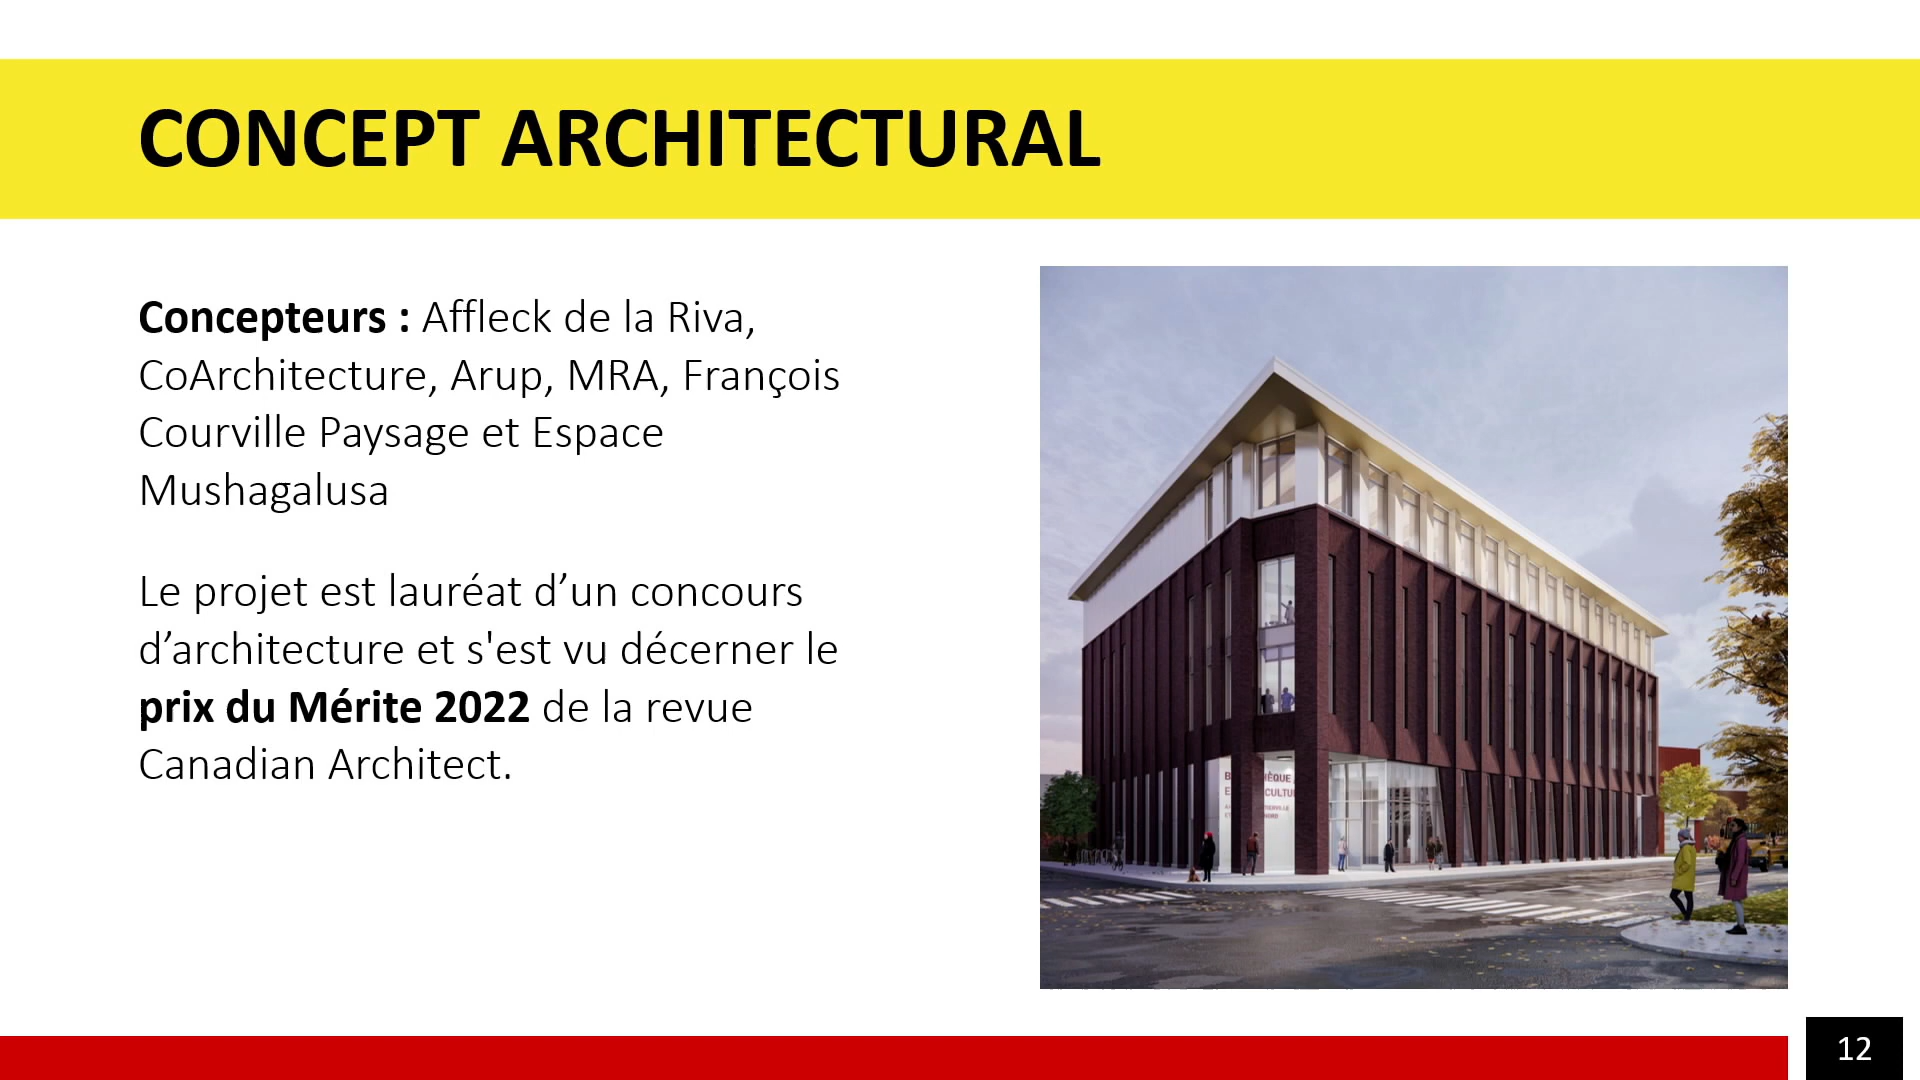 CONCEPT ARCHITECTURAL
Concepteurs : Affleck de la Riva,
CoArchitecture, Arup, MRA, François
Courville Paysage et Espace
Mushagalusa
Le projet est lauréat d’un concours
d’architecture et s'est vu décerner le
prix du Mérite 2022 de la revue
Canadian Architect.
12